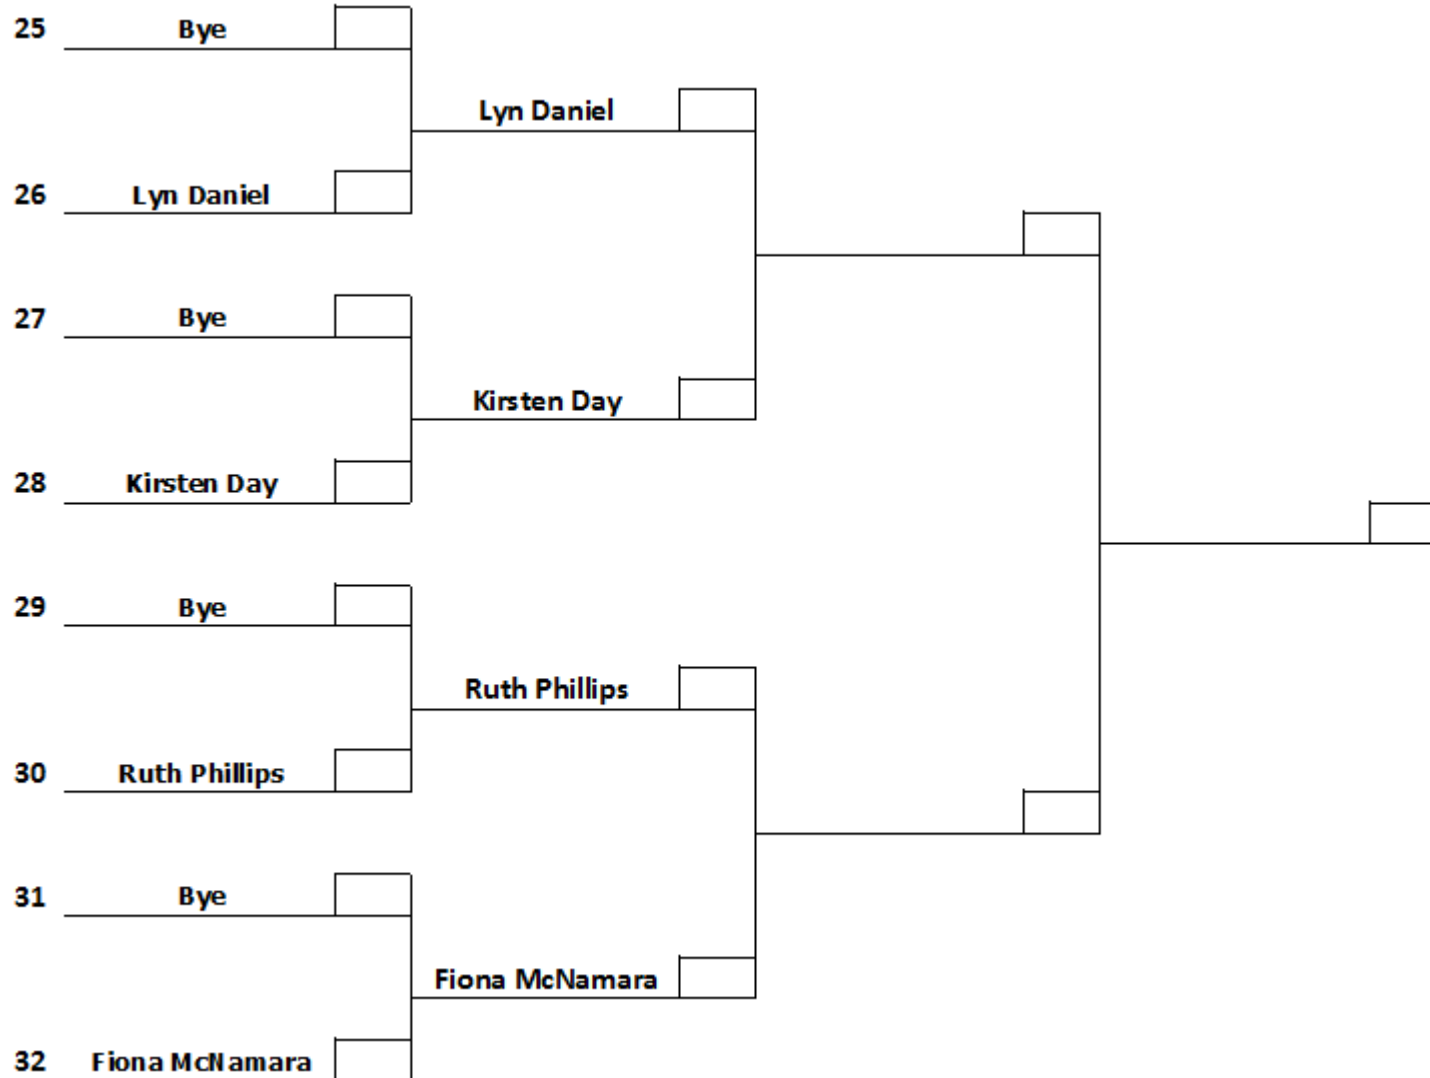 25 Bye
Lyn Daniel
26 Lyn Daniel
27 Bye
Kirsten Day
28 Kirsten Day
29 Bye
Ruth Phillips
30 Ruth Phillips
31 Bye
Fiona McNamara
32 Fiona McNamara